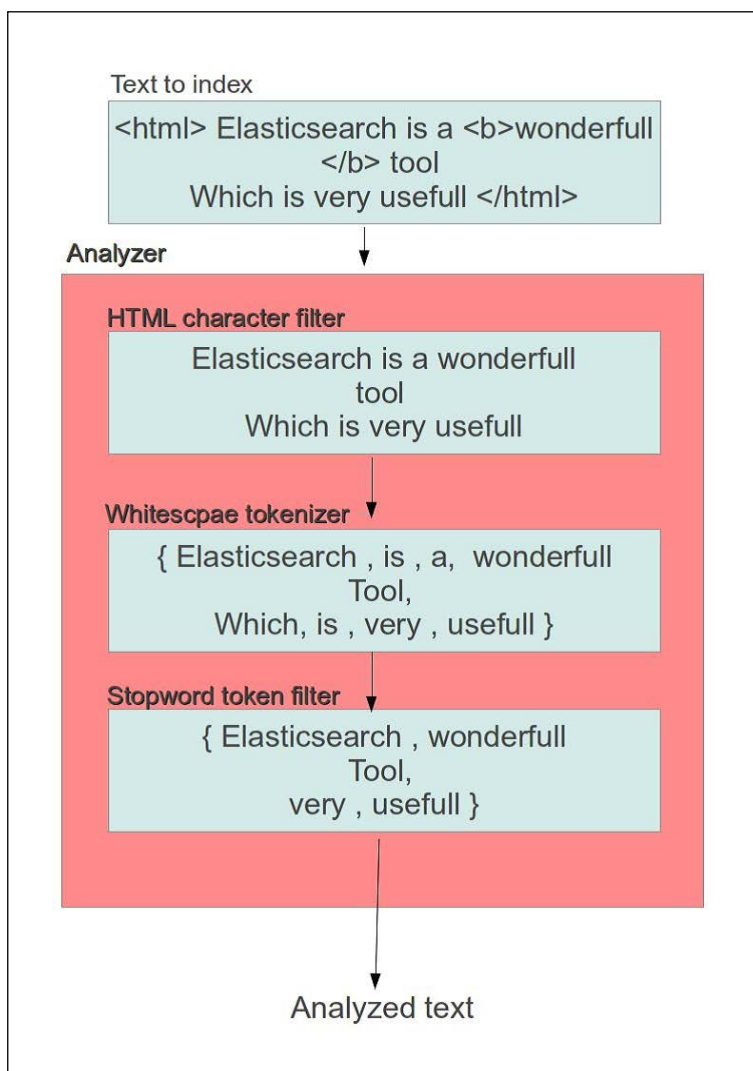 Text to index
<html> Elasticsearch is a <b>wonderfull
</b> tool
Which is very usefull </html>
Analyzer
HTML character filter
Elasticsearch is a wonderfull
tool
Which is very usefull
Whitescpae tokenizer
{ Elasticsearch , is , a, wonderfull
Tool,
Which, is , very , usefull }
Stopword token filter
{ Elasticsearch , wonderfull
Tool,
very , usefull }
Analyzed text